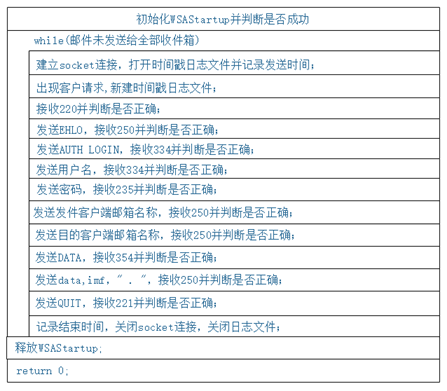 初始化WSAStartup并判断是否成功
while(邮件未发送给全部收件箱)
建立socket连接，打开时间戳日志文件并记录发送时间；
出现客户请求,新建时间戳日志文件；
接收220并判断是否正确；
发送EHLO，接收250并判断是否正确；
发送AUTH LOGIN，接收334并判断是否正确；
发送用户名，接收334并判断是否正确；
发送密码，接收235并判断是否正确；
发送发件客户端邮箱名称，接收250并判断是否正确；
发送目的客户端邮箱名称，接收250并判断是否正确；
发送DATA，接收354并判断是否正确；
发送data,imf，" . "，接收250并判断是否正确；
发送QUIT，接收221并判断是否正确；
记录结束时间，关闭socket连接，关闭日志文件；
释放WSAStartup;
return 0;